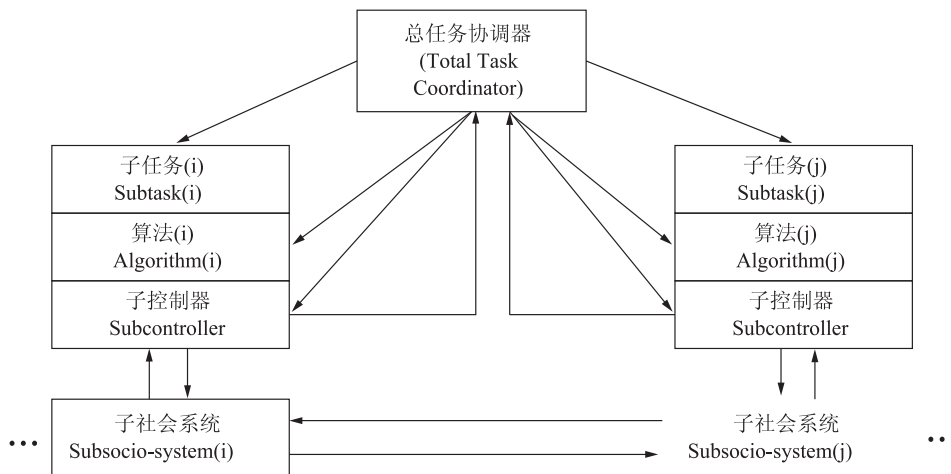 总任务协调器
(Total Task
Coordinator)
子任务(i)
Subtask(i)
算法(i)
Algorithm(i)
子控制器
Subcontroller
子任务(j)
Subtask(j)
算法(j)
Algorithm(j)
子控制器
Subcontroller
子社会系统
Subsocio-system(i)
子社会系统
Subsocio-system(j)